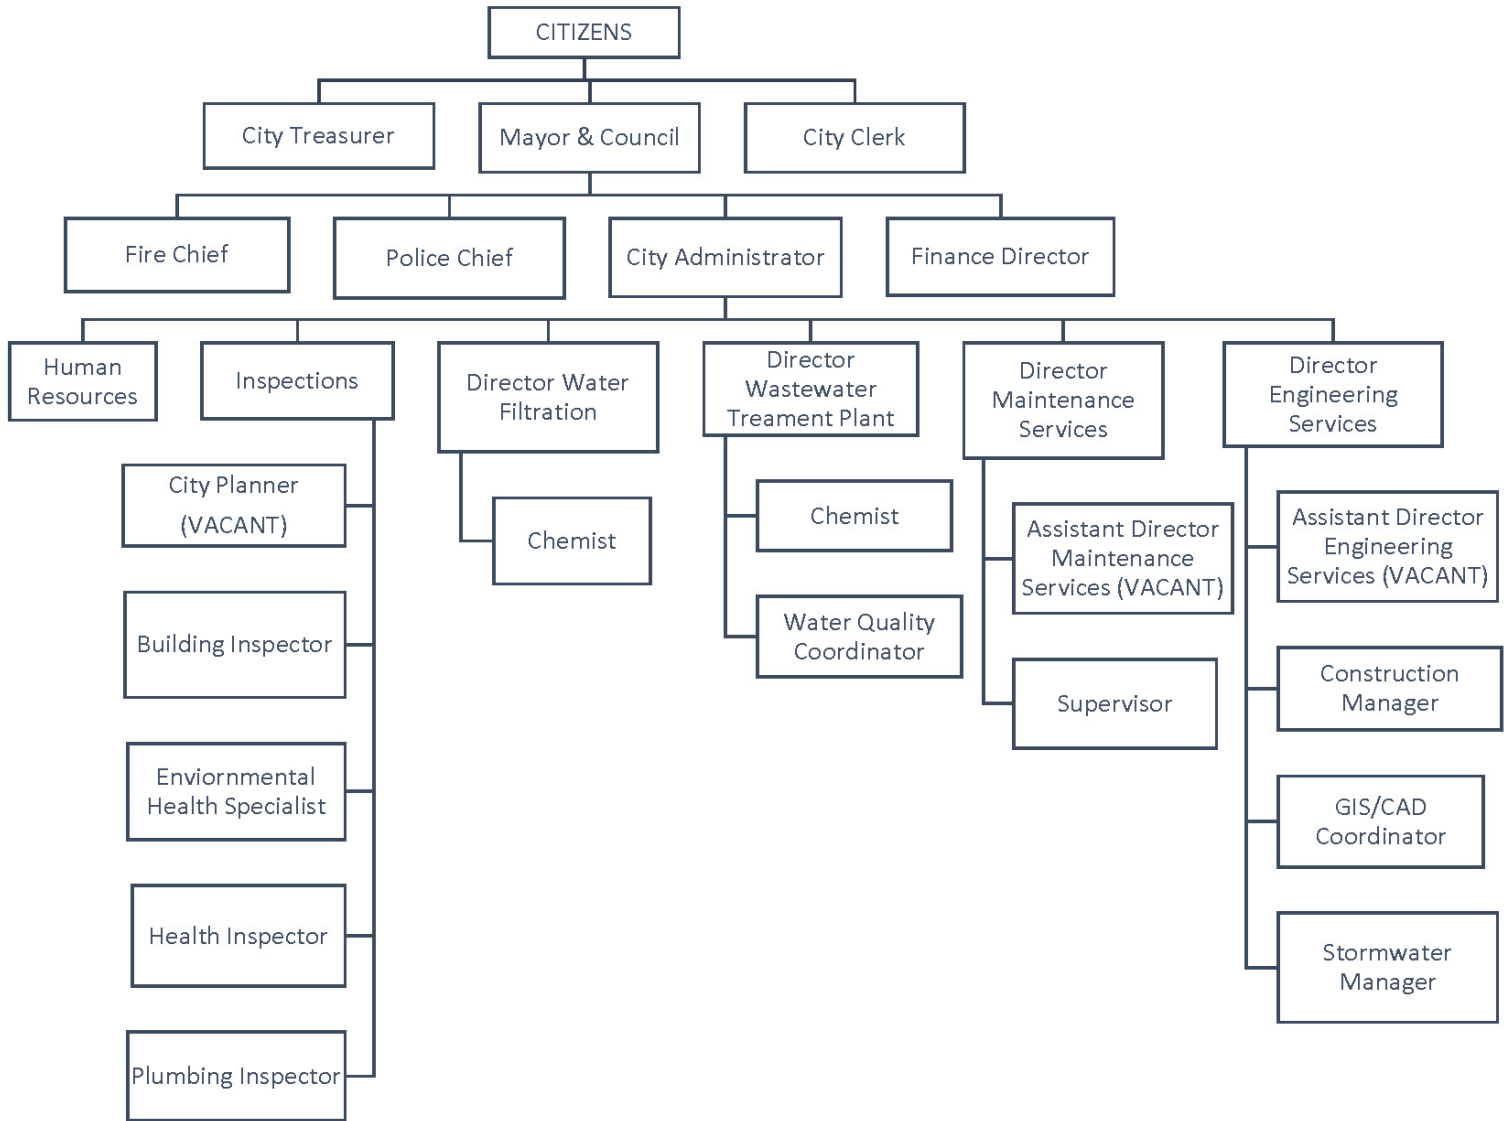 CITIZENS
City Treasurer
Mayor & Council
City Clerk
Fire Chief
Police Chief
City Administrator
Finance Director
Human
Resources
Inspections
Director Water
Filtration
Director
Wastewater
Treament Plant
Director
Maintenance
Services
Director
Engineering
Services
City Planner
(VACANT)
Building Inspector
Enviornmental
Health Specialist
Health Inspector
Plumbing Inspector
Chemist
Chemist
Water Quality
Coordinator
Assistant Director
Maintenance
Services (VACANT)
Supervisor
Assistant Director
Engineering
Services (VACANT)
Construction
Manager
GIS/CAD
Coordinator
Stormwater
Manager